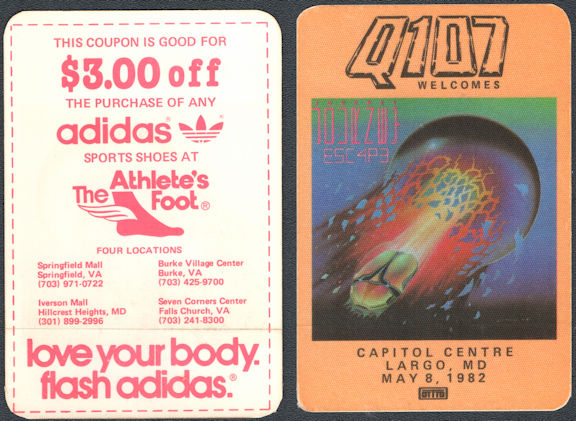 THIS COUPON IS GOOD FOR
$3.00 off
THE PURCHASE OF ANY
adidas®
SPORTS SHOES AT
The Athlete's
Foot®
FOUR LOCATIONS
Springfield Mall
Springfield, VA
(703) 971-0722
Burke Village Center
Burke, VA
(703) 425-9700
Iverson Mall
Hillcrest Heights, MD
(301) 899-2996
Seven Corners Center
Falls Church, VA
(703) 241-8300
love your body.
flash adidas.®
Q107
WELCOMES
ESC4P3
CAPITOL CENTRE
LARGO, MD
MAY 8, 1982
OTTO